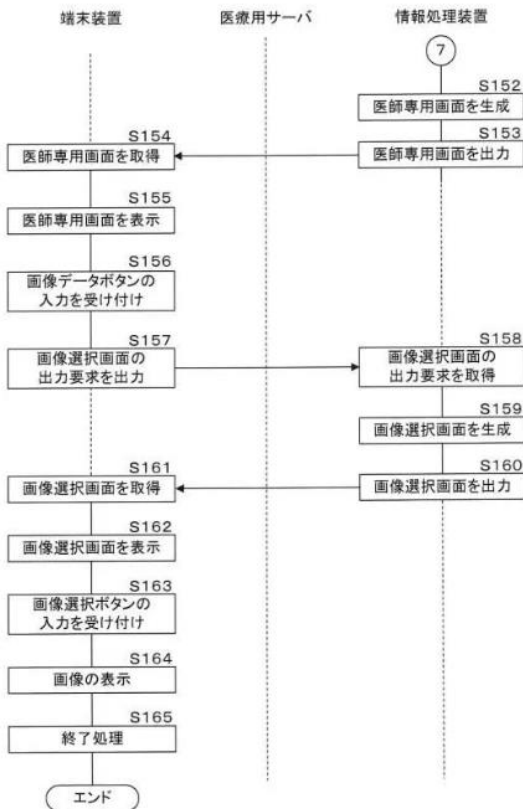 端末装置
医療用サーバ
情報処理装置
7
S152
医師専用画面を生成
S154
S153
医師専用画面を取得
医師専用画面を出力
S155
医師専用画面を表示
S156
画像データボタンの
入力を受け付け
S157
画像選択画面の
出力要求を出力
S158
画像選択画面の
出力要求を取得
S159
画像選択画面を生成
S161
S160
画像選択画面を取得
画像選択画面を出力
S162
画像選択画面を表示
S163
画像選択ボタンの
入力を受け付け
S164
画像の表示
S165
終了処理
エンド